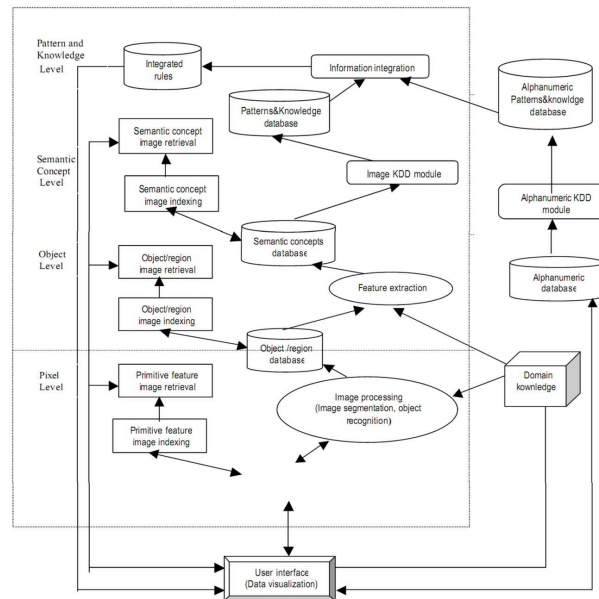 Pattern and
Knowledge
Level
Integrated
rules
Information integration
Patterns&Knowledge
database
Alphanumeric
Patterns&knowldge
database
Semantic concept
image retrieval
Semantic
Concept
Level
Image KDD module
Semantic concept
image indexing
Alphanumeric KDD
module
Semantic concepts
database
Object
Level
Object/region
image retrieval
Feature extraction
Alphanumeric
database
Object/region
image indexing
Object /region
database
Pixel
Level
Primitive feature
image retrieval
Image processing
(Image segmentation, object
recognition)
Domain
kownledge
Primitive feature
image indexing
User interface
(Data visualization)